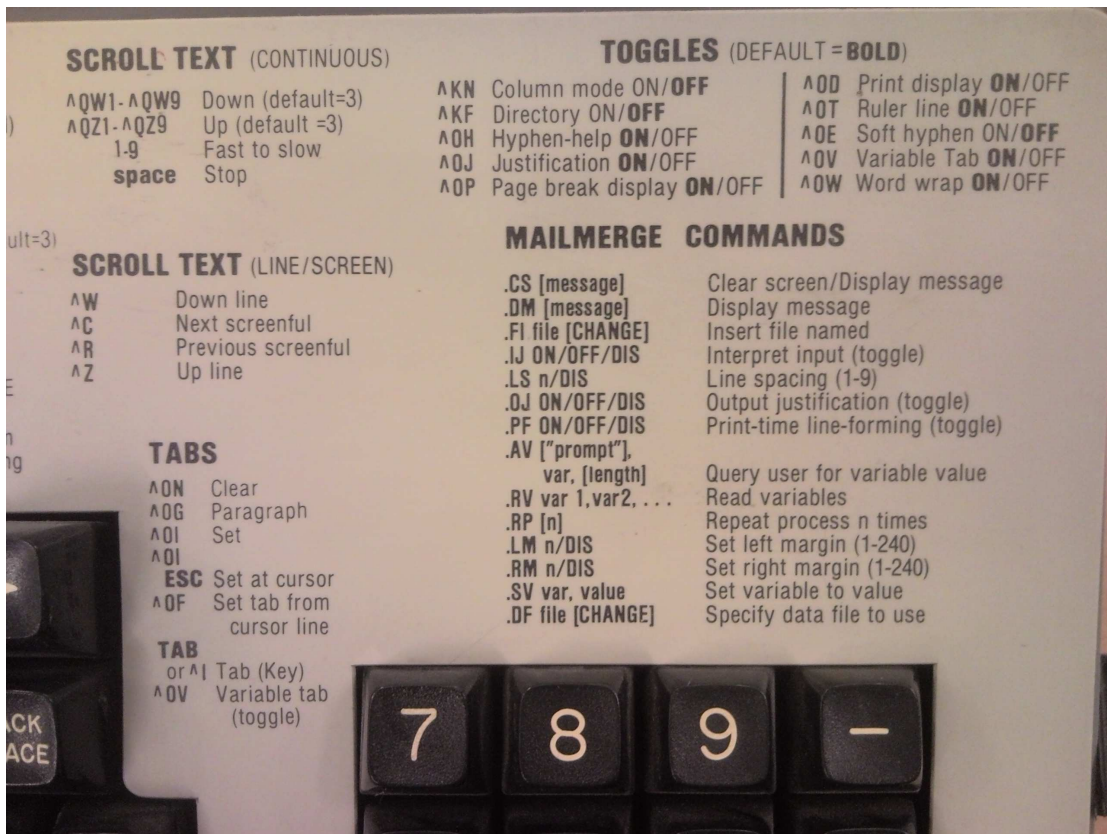 SCROLL TEXT (CONTINUOUS)
^QW1-^QW9 Down (default=3)
^QZ1-^QZ9 Up (default =3)
1-9 Fast to slow
space Stop
ult=3)
SCROLL TEXT (LINE/SCREEN)
^W Down line
^C Next screenful
^R Previous screenful
^Z Up line
TABS
^ON Clear
^OG Paragraph
^OI Set
^OI
ESC Set at cursor
^OF Set tab from
cursor line
TAB
or ^I Tab (Key)
^OV Variable tab
(toggle)
TOGGLES (DEFAULT=BOLD)
^KN Column mode ON/OFF
^KF Directory ON/OFF
^OH Hyphen-help ON/OFF
^OJ Justification ON/OFF
^OP Page break display ON/OFF
^OD Print display ON/OFF
^OT Ruler line ON/OFF
^OE Soft hyphen ON/OFF
^OV Variable Tab ON/OFF
^OW Word wrap ON/OFF
MAILMERGE COMMANDS
.CS [message] Clear screen/Display message
.DM [message] Display message
.FI file [CHANGE] Insert file named
.IJ ON/OFF/DIS Interpret input (toggle)
.LS n/DIS Line spacing (1-9)
.OJ ON/OFF/DIS Output justification (toggle)
.PF ON/OFF/DIS Print-time line-forming (toggle)
.AV ["prompt"],
var, [length] Query user for variable value
.RV var 1,var2, ... Read variables
.RP [n] Repeat process n times
.LM n/DIS Set left margin (1-240)
.RM n/DIS Set right margin (1-240)
.SV var, value Set variable to value
.DF file [CHANGE] Specify data file to use
ACK
ACE
7 8 9 -